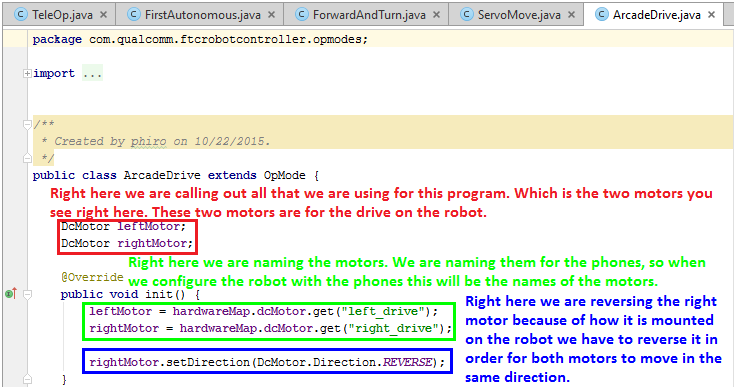 TeleOp.java × FirstAutonomous.java × ForwardAndTurn.java × ServoMove.java × ArcadeDrive.java ×
package com.qualcomm.ftcrobotcontroller.opmodes;
import ...
/**
* Created by phiro on 10/22/2015.
*/
public class ArcadeDrive extends OpMode {
Right here we are calling out all that we are using for this program. Which is the two motors you
see right here. These two motors are for the drive on the robot.
DcMotor leftMotor;
DcMotor rightMotor;
Right here we are naming the motors. We are naming them for the phones, so when
we configure the robot with the phones this will be the names of the motors.
@Override
public void init() {
leftMotor = hardwareMap.dcMotor.get("left_drive");
rightMotor = hardwareMap.dcMotor.get("right_drive");
Right here we are reversing the right
motor because of how it is mounted
on the robot we have to reverse it in
order for both motors to move in the
same direction.
rightMotor.setDirection(DcMotor.Direction.REVERSE);
}